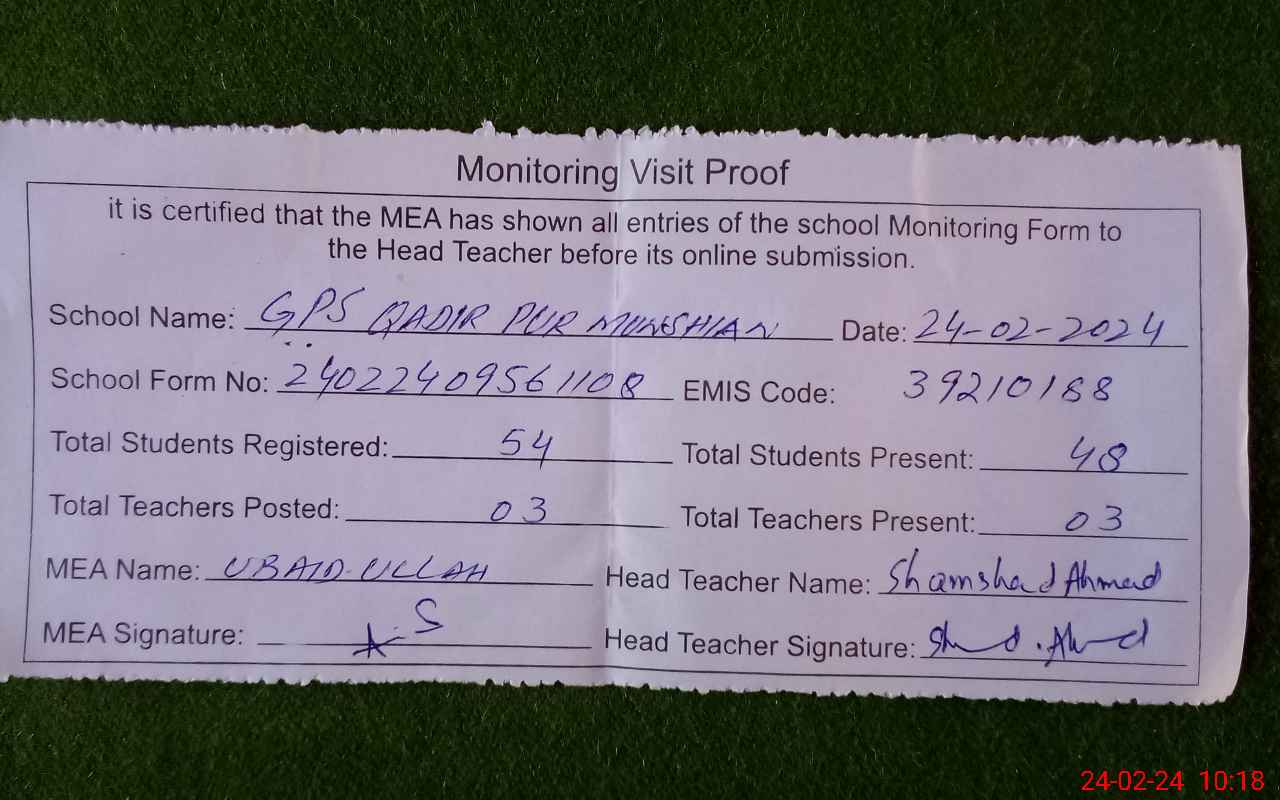 Monitoring Visit Proof
it is certified that the MEA has shown all entries of the school Monitoring Form to
the Head Teacher before its online submission.
School Name: GPS QADIR PUR MUNSHIAN Date: 24-02-2024
School Form No: 24022409561108 EMIS Code: 39210188
Total Students Registered: 54 Total Students Present: 48
Total Teachers Posted: 03 Total Teachers Present: 03
MEA Name: UBAID-ULLAH Head Teacher Name: Shamshad Ahmad
MEA Signature: Head Teacher Signature:
24-02-24 10:18